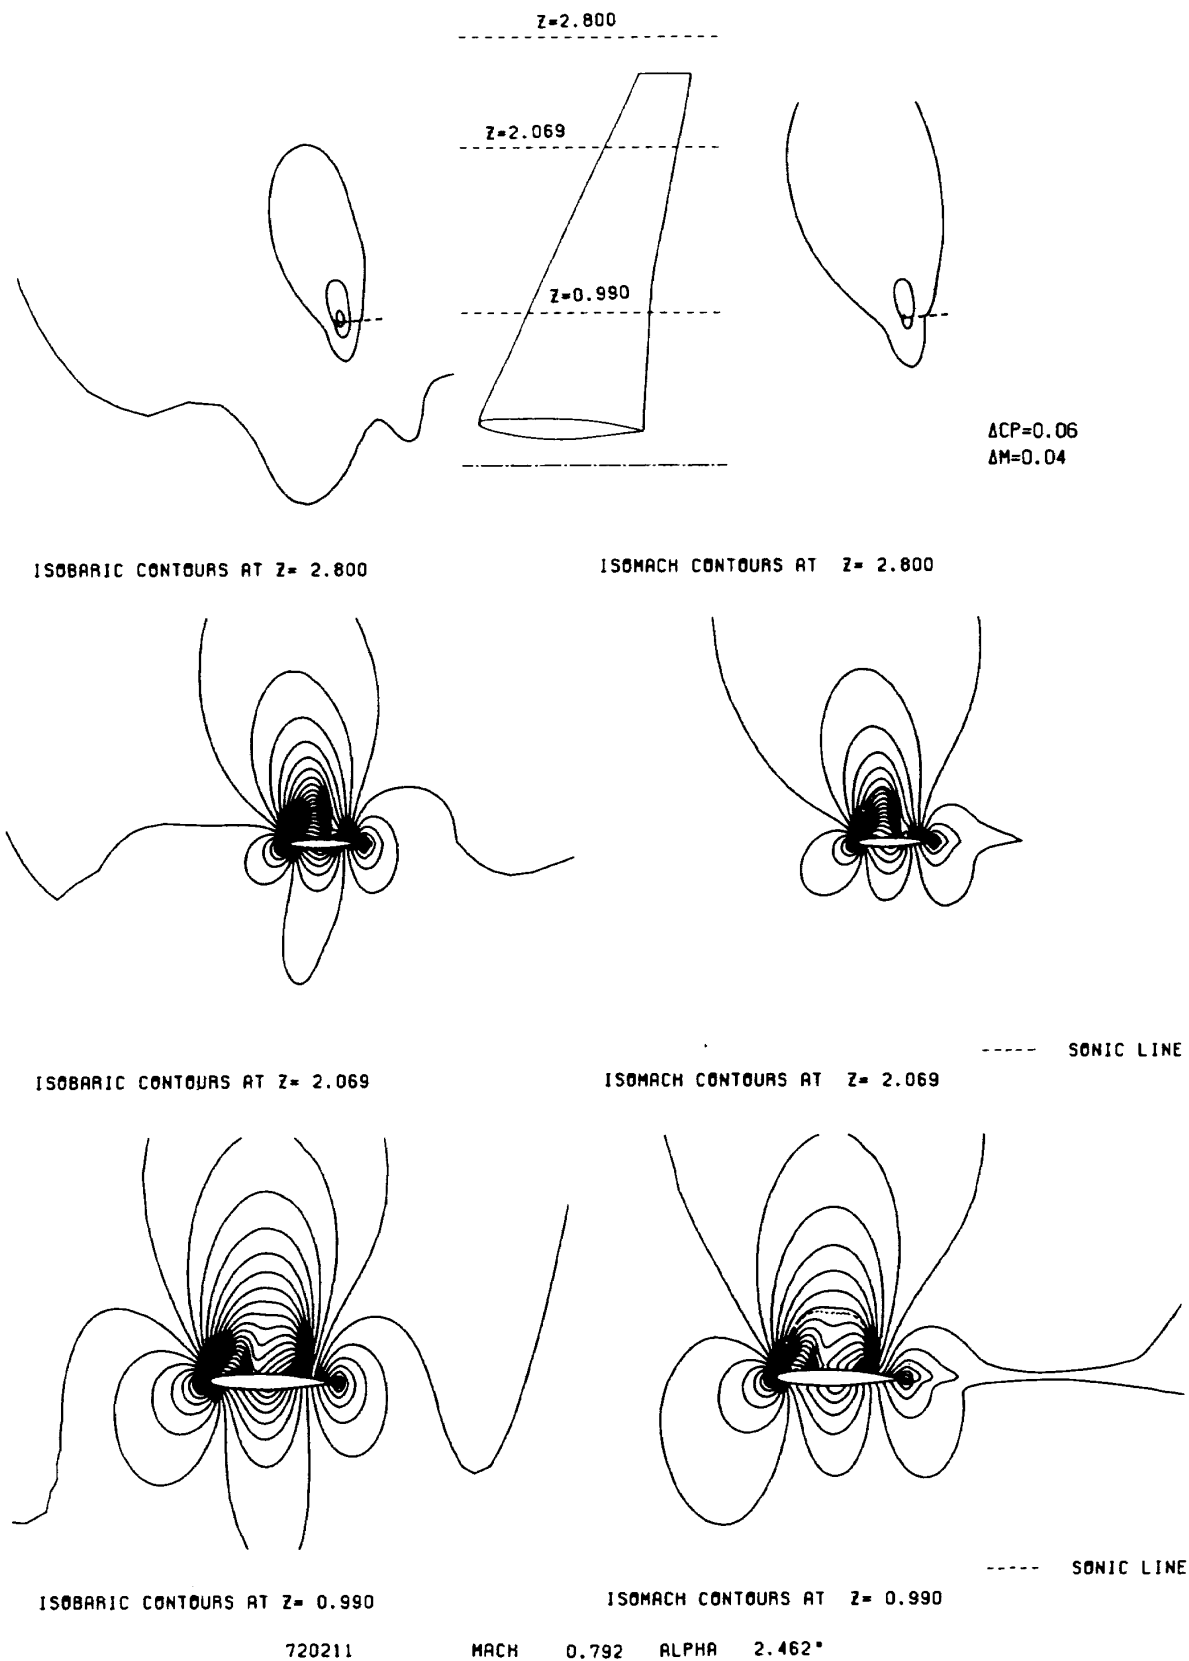 Z=2.800
Z=2.069
Z=0.990
ΔCP=0.06
ΔM=0.04
ISOBARIC CONTOURS AT Z= 2.800
ISOMACH CONTOURS AT Z= 2.800
----- SONIC LINE
ISOBARIC CONTOURS AT Z= 2.069
ISOMACH CONTOURS AT Z= 2.069
----- SONIC LINE
ISOBARIC CONTOURS AT Z= 0.990
ISOMACH CONTOURS AT Z= 0.990
720211 MACH 0.792 ALPHA 2.462°